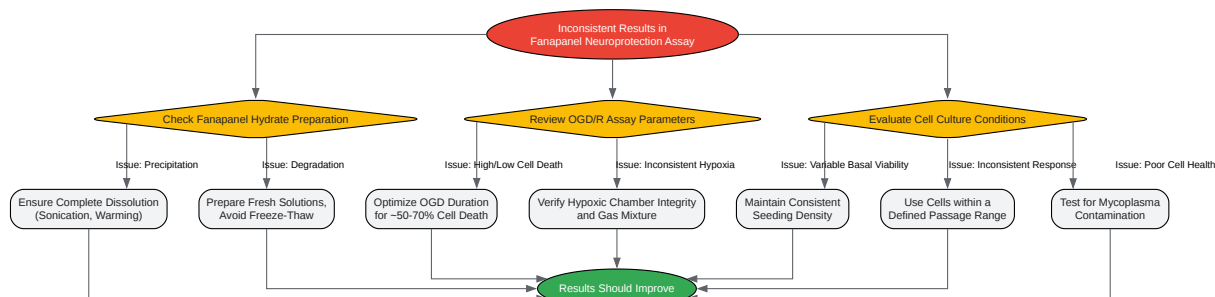 Inconsistent Results in
Fanapanel Neuroprotection Assay
Check Fanapanel Hydrate Preparation
Review OGD/R Assay Parameters
Evaluate Cell Culture Conditions
Issue: Precipitation
Issue: Degradation
Issue: High/Low Cell Death
Issue: Inconsistent Hypoxia
Issue: Variable Basal Viability
Issue: Inconsistent Response
Issue: Poor Cell Health
Ensure Complete Dissolution
(Sonication, Warming)
Prepare Fresh Solutions,
Avoid Freeze-Thaw
Optimize OGD Duration
for ~50-70% Cell Death
Verify Hypoxic Chamber Integrity
and Gas Mixture
Maintain Consistent
Seeding Density
Use Cells within a
Defined Passage Range
Test for Mycoplasma
Contamination
Results Should Improve